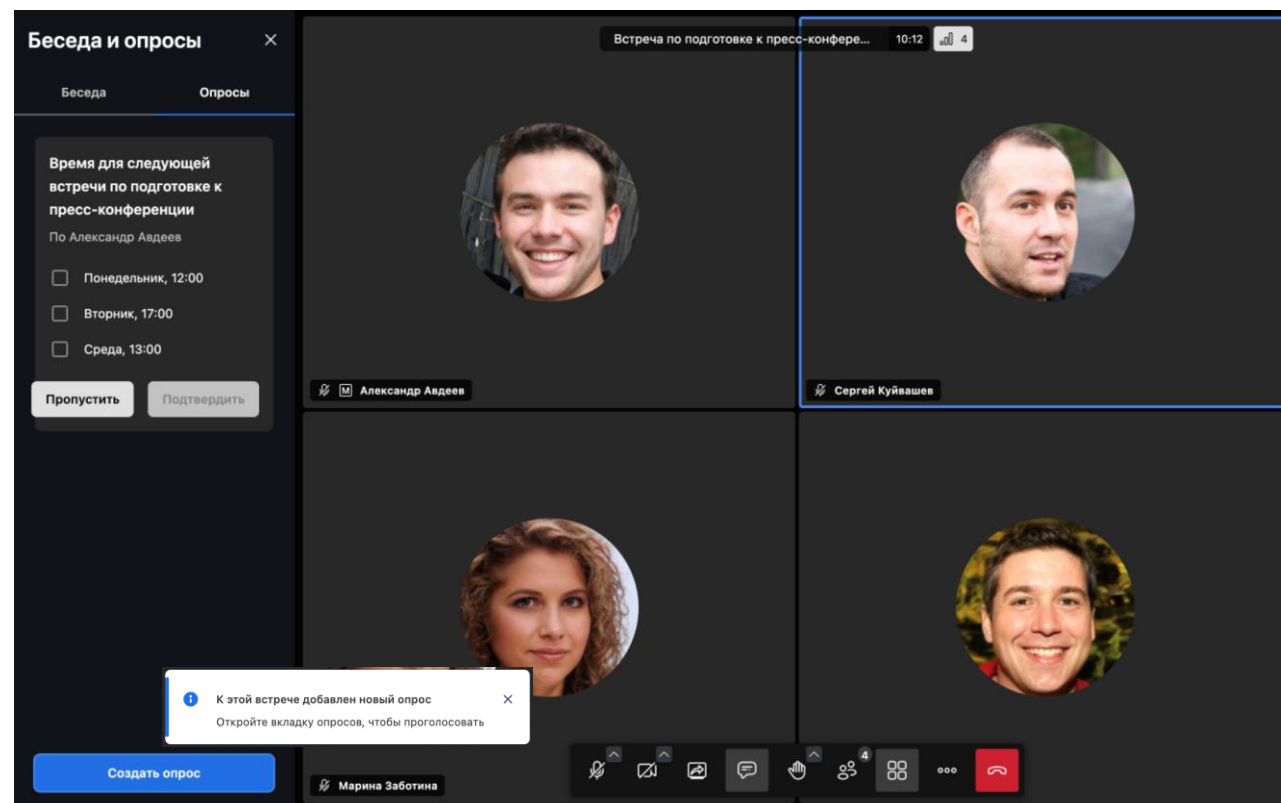 Беседа и опросы
Беседа
Опросы
Время для следующей
встречи по подготовке к
пресс-конференции
По Александр Авдеев
Понедельник, 12:00
Вторник, 17:00
Среда, 13:00
Пропустить
Подтвердить
Создать опрос
Встреча по подготовке к пресс-конфере...
10:12
4
M Александр Авдеев
Сергей Куйвашев
К этой встрече добавлен новый опрос
Откройте вкладку опросов, чтобы проголосовать
Марина Заботина
4